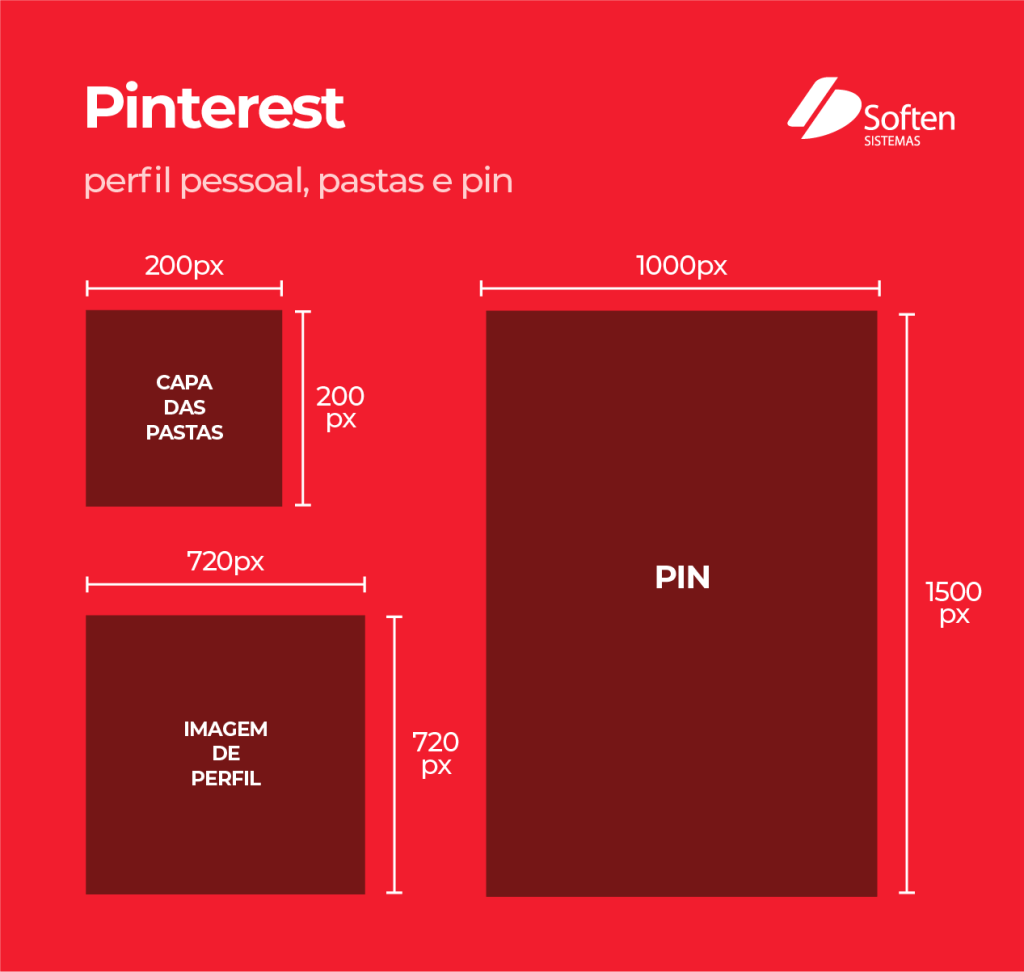 Pinterest
Soften
SISTEMAS
perfil pessoal, pastas e pin
200px
1000px
CAPA
DAS
PASTAS
200
px
720px
PIN
1500
px
IMAGEM
DE
PERFIL
720
px